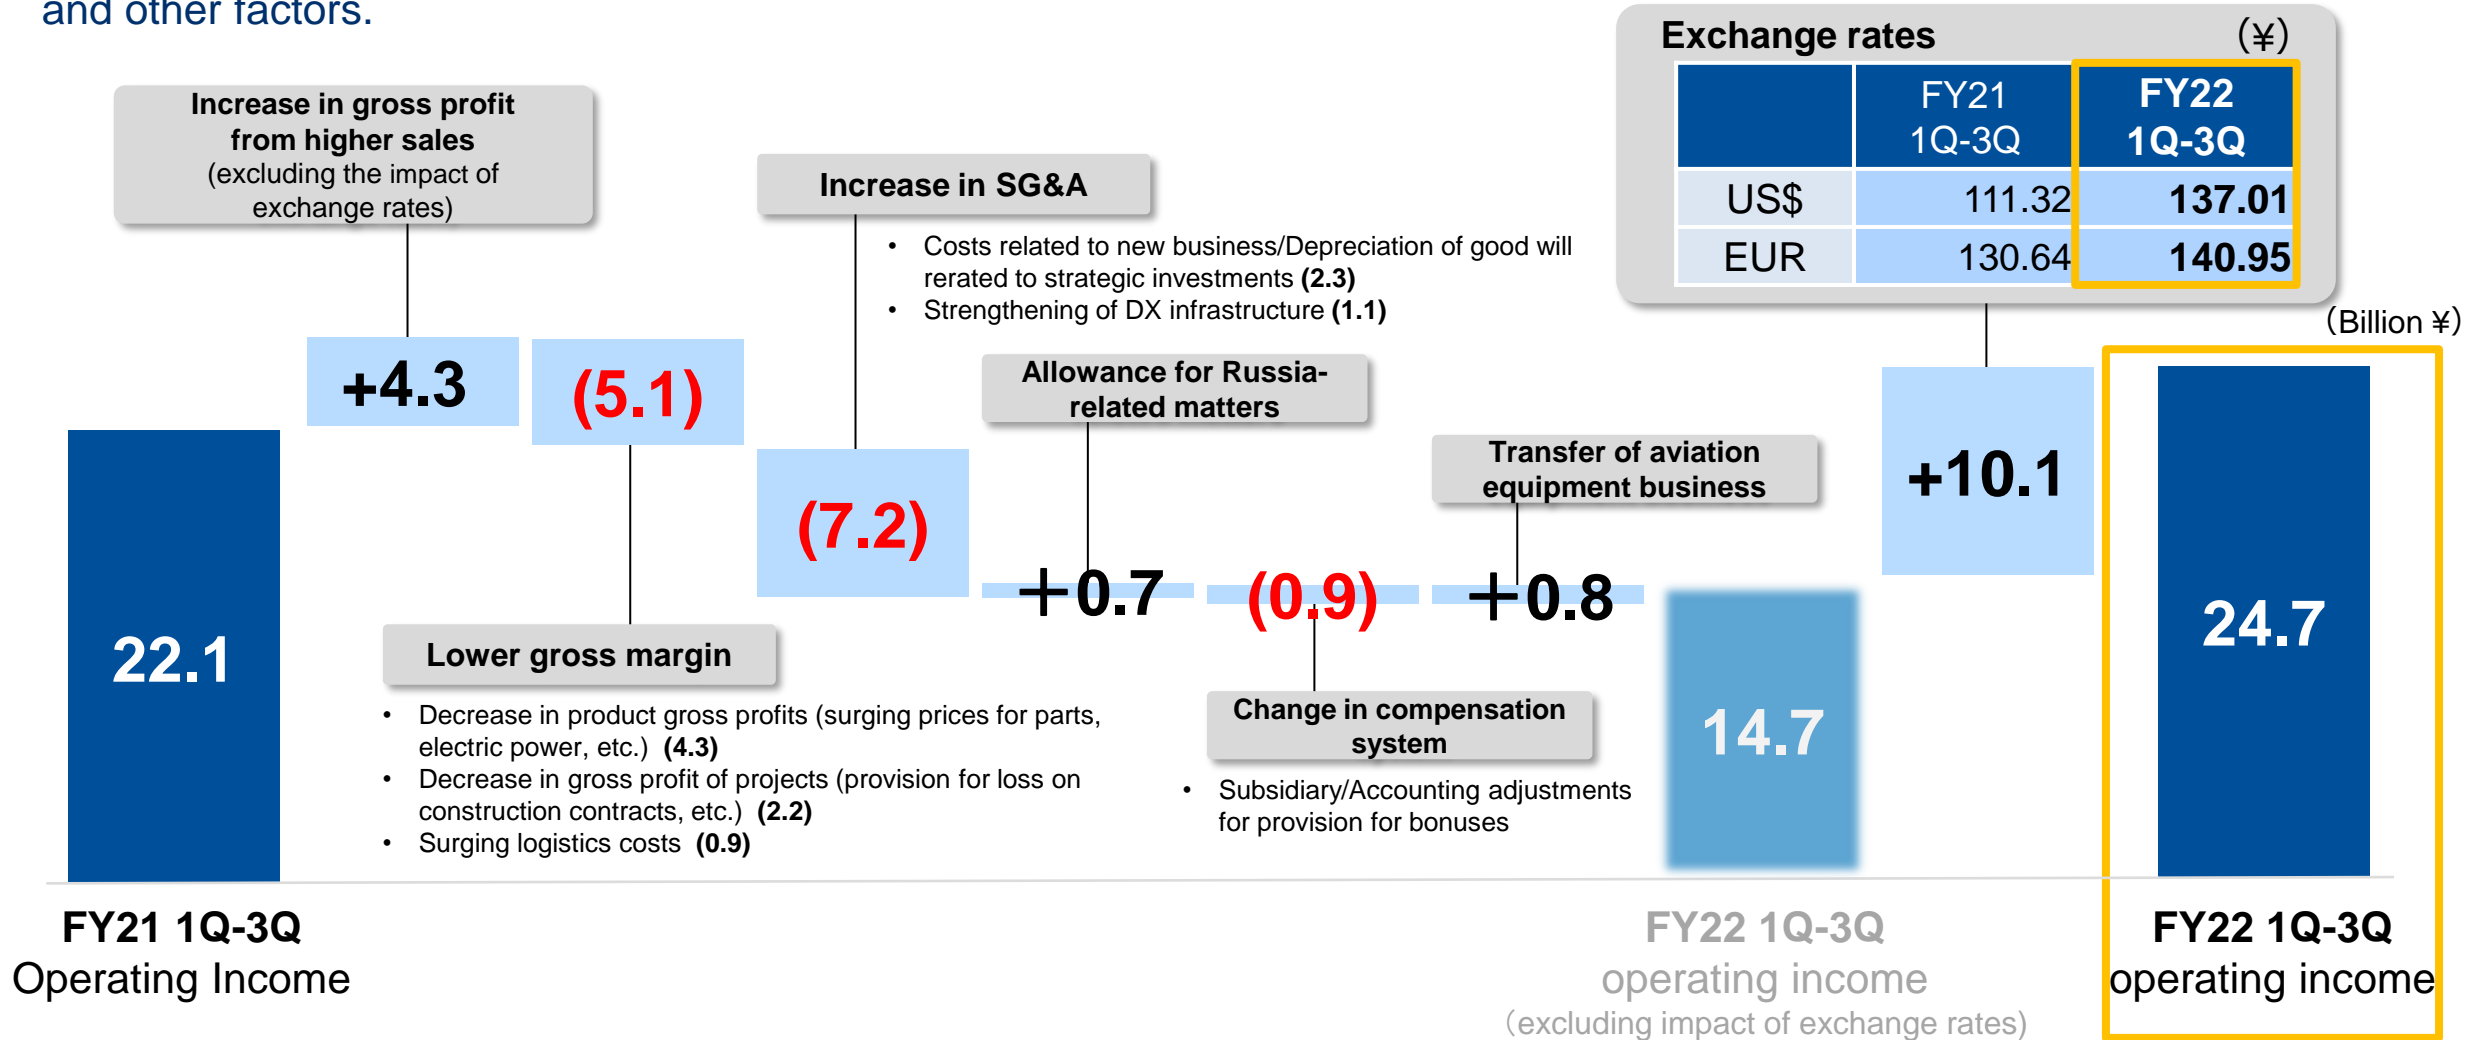 and other factors.
Exchange rates (¥)
FY21 1Q-3Q
FY22 1Q-3Q
US$ 111.32 137.01
EUR 130.64 140.95
(Billion ¥)
Increase in gross profit
from higher sales
(excluding the impact of
exchange rates)
+4.3
(5.1)
Increase in SG&A
• Costs related to new business/Depreciation of good will
rerated to strategic investments (2.3)
• Strengthening of DX infrastructure (1.1)
(7.2)
Allowance for Russia-
related matters
+0.7
(0.9)
Transfer of aviation
equipment business
+0.8
+10.1
22.1
Lower gross margin
• Decrease in product gross profits (surging prices for parts,
electric power, etc.) (4.3)
• Decrease in gross profit of projects (provision for loss on
construction contracts, etc.) (2.2)
• Surging logistics costs (0.9)
Change in compensation
system
• Subsidiary/Accounting adjustments
for provision for bonuses
14.7
24.7
FY21 1Q-3Q
Operating Income
FY22 1Q-3Q
operating income
(excluding impact of exchange rates)
FY22 1Q-3Q
operating income